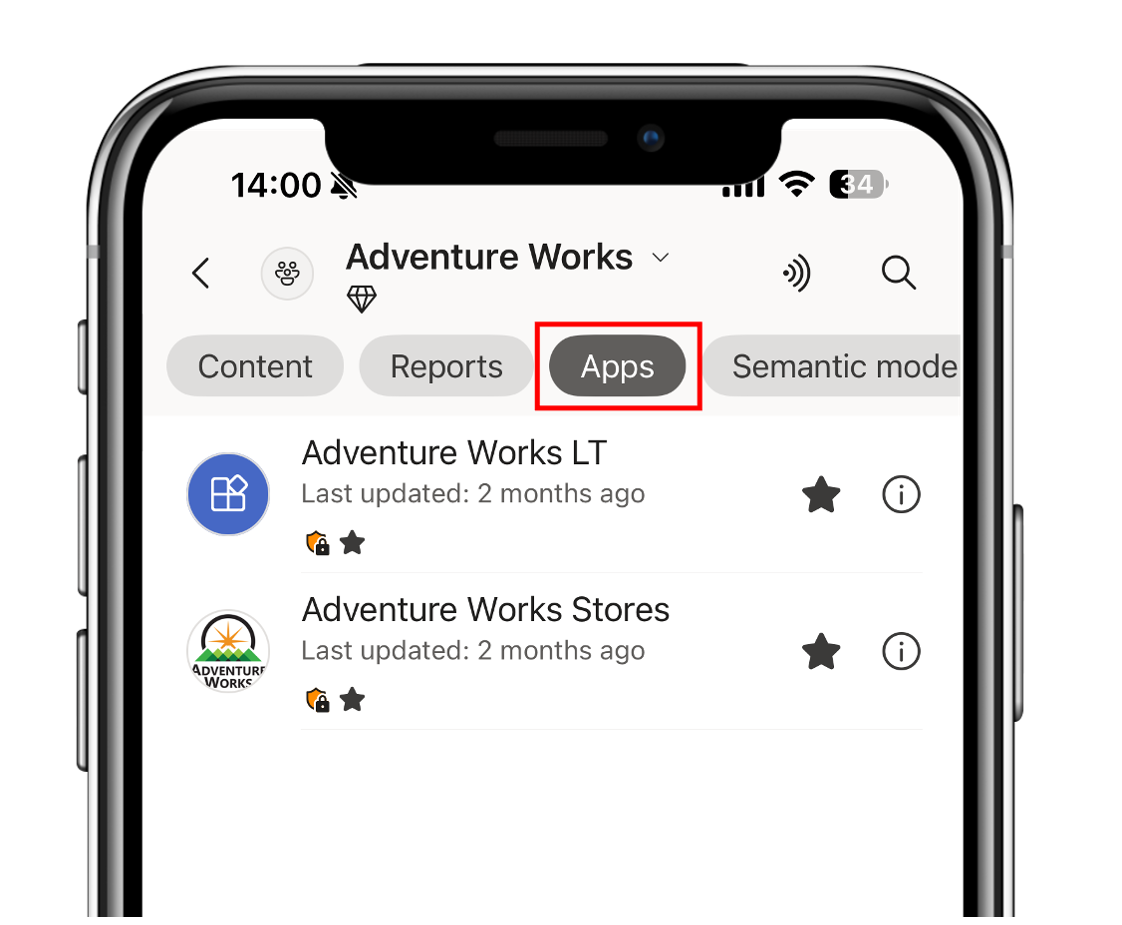 14:00
34
Adventure Works
Content
Reports
Apps
Semantic mode
Adventure Works LT
Last updated: 2 months ago
Adventure Works Stores
Last updated: 2 months ago
ADVENTURE
WORKS